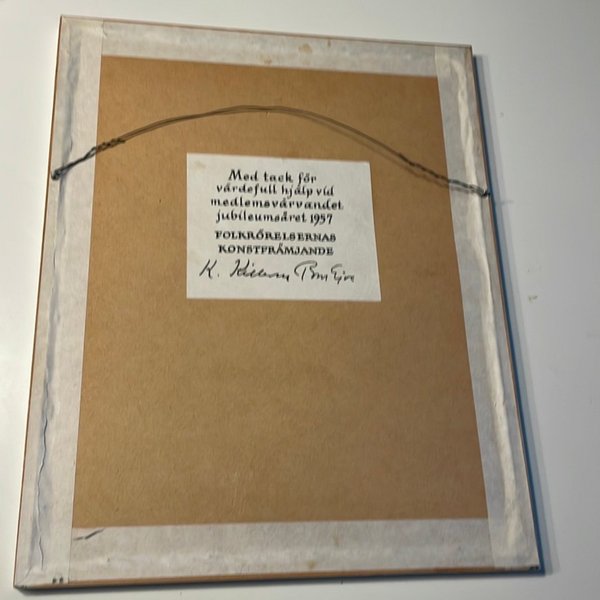 Med tack för
värdefull hjälp vid
medlemsvärvandet
jubileumsåret 1957
FOLKRÖRELSERNAS
KONSTFRÄMJANDE
K.